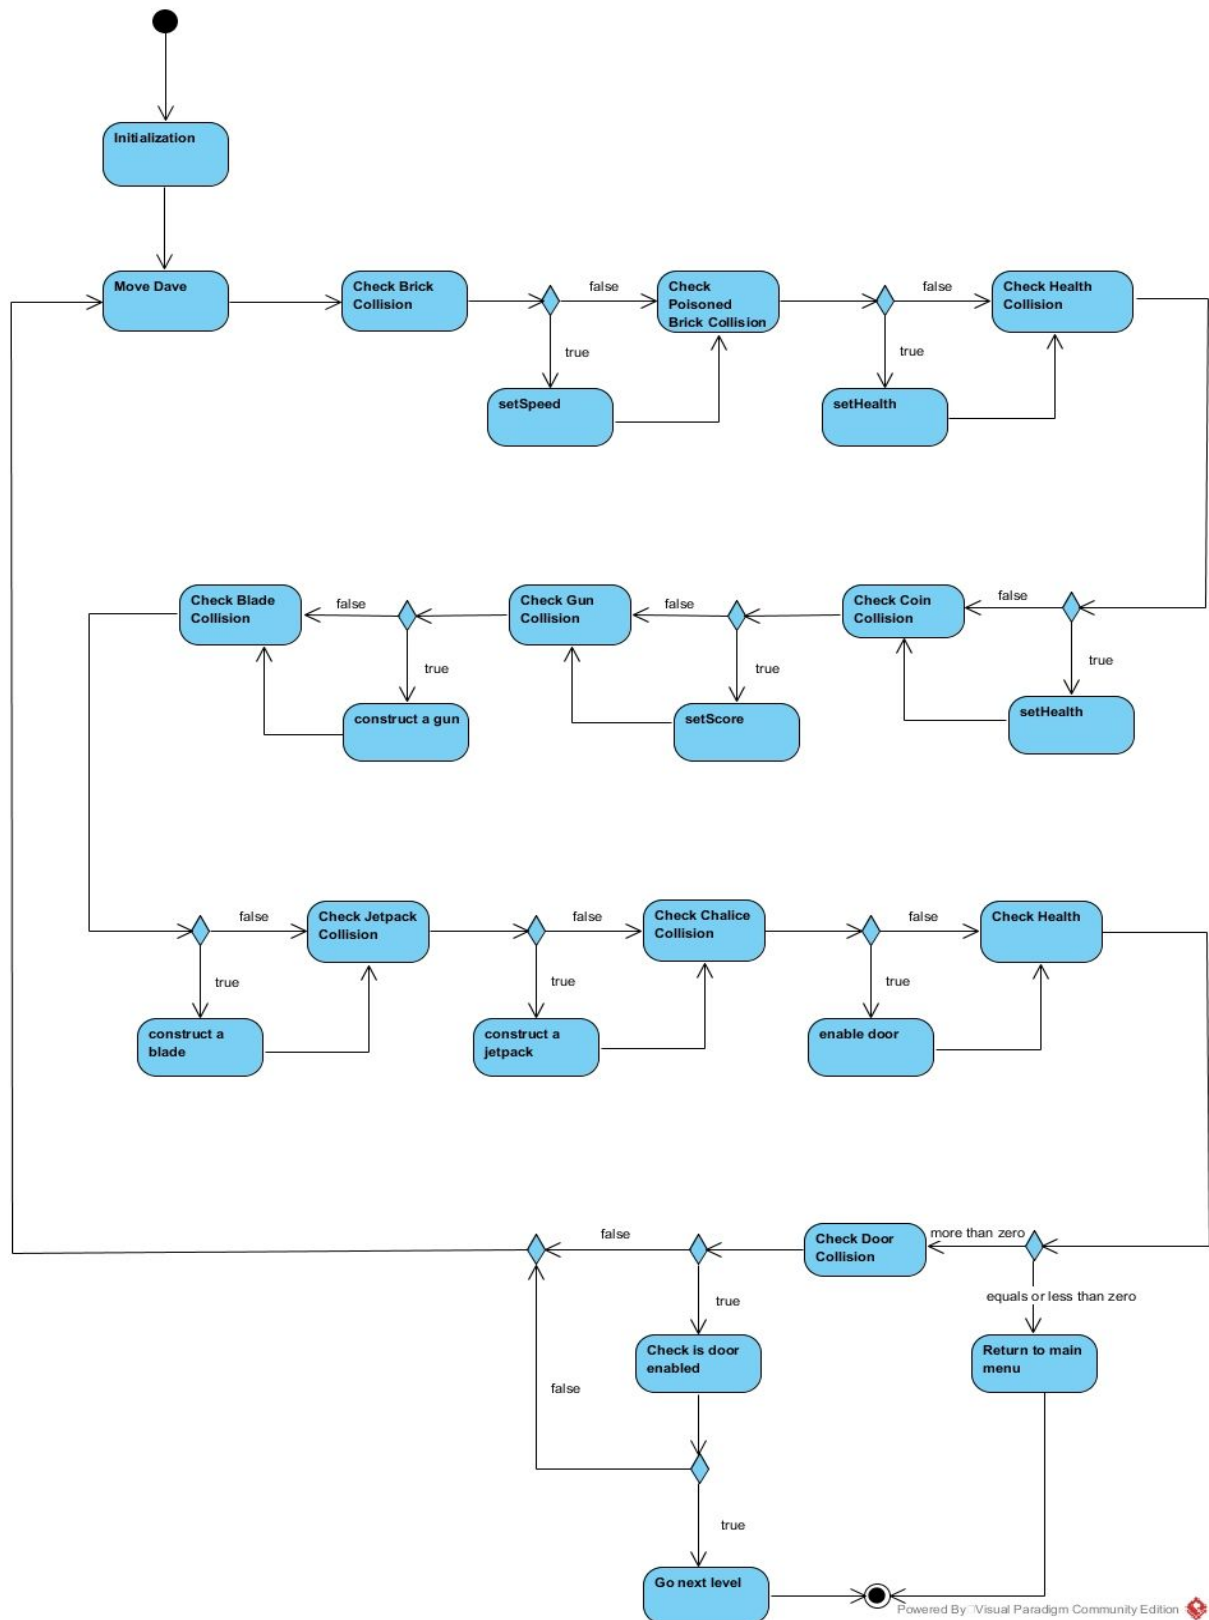 Initialization
Move Dave
Check Brick
Collision
false
Check
Poisoned
Brick Collision
false
Check Health
Collision
true
true
setSpeed
setHealth
Check Blade
Collision
false
Check Gun
Collision
false
Check Coin
Collision
false
true
true
true
construct a gun
setScore
setHealth
false
Check Jetpack
Collision
false
Check Chalice
Collision
false
Check Health
true
true
true
construct a
blade
construct a
jetpack
enable door
false
Check Door
Collision
more than zero
true
equals or less than zero
Check is door
enabled
Return to main
menu
false
true
Go next level
Powered By Visual Paradigm Community Edition